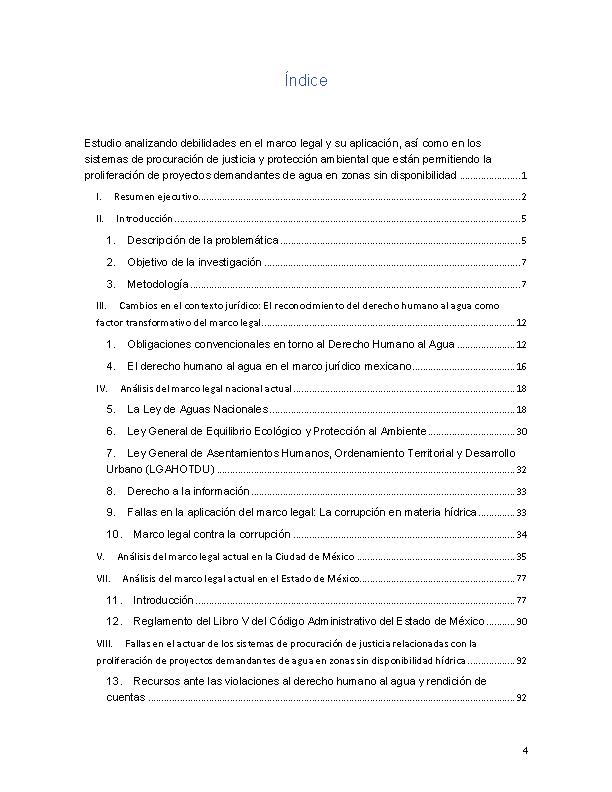 Índice
Estudio analizando debilidades en el marco legal y su aplicación, así como en los
sistemas de procuración de justicia y protección ambiental que están permitiendo la
proliferación de proyectos demandantes de agua en zonas sin disponibilidad ........................1
I. Resumen ejecutivo................................................................2
II. Introducción................................................................5
1. Descripción de la problemática................................................5
2. Objetivo de la investigación................................................7
3. Metodología................................................................7
III. Cambios en el contexto jurídico: El reconocimiento del derecho humano al agua como
factor transformativo del marco legal................................................12
1. Obligaciones convencionales en torno al Derecho Humano al Agua......................12
4. El derecho humano al agua en el marco jurídico mexicano......................16
IV. Análisis del marco legal nacional actual................................................18
5. La Ley de Aguas Nacionales................................................18
6. Ley General de Equilibrio Ecológico y Protección al Ambiente......................30
7. Ley General de Asentamientos Humanos, Ordenamiento Territorial y Desarrollo
Urbano (LGAHOTDU)................................................32
8. Derecho a la información................................................33
9. Fallas en la aplicación del marco legal: La corrupción en materia hídrica..............33
10. Marco legal contra la corrupción................................................34
V. Análisis del marco legal actual en la Ciudad de México................................35
VII. Análisis del marco legal actual en el Estado de México................................77
11. Introducción................................................................77
12. Reglamento del Libro V del Código Administrativo del Estado de México...........90
VIII. Fallas en el actuar de los sistemas de procuración de justicia relacionadas con la
proliferación de proyectos demandantes de agua en zonas sin disponibilidad hídrica..................92
13. Recursos ante las violaciones al derecho humano al agua y rendición de
cuentas................................................................92
4